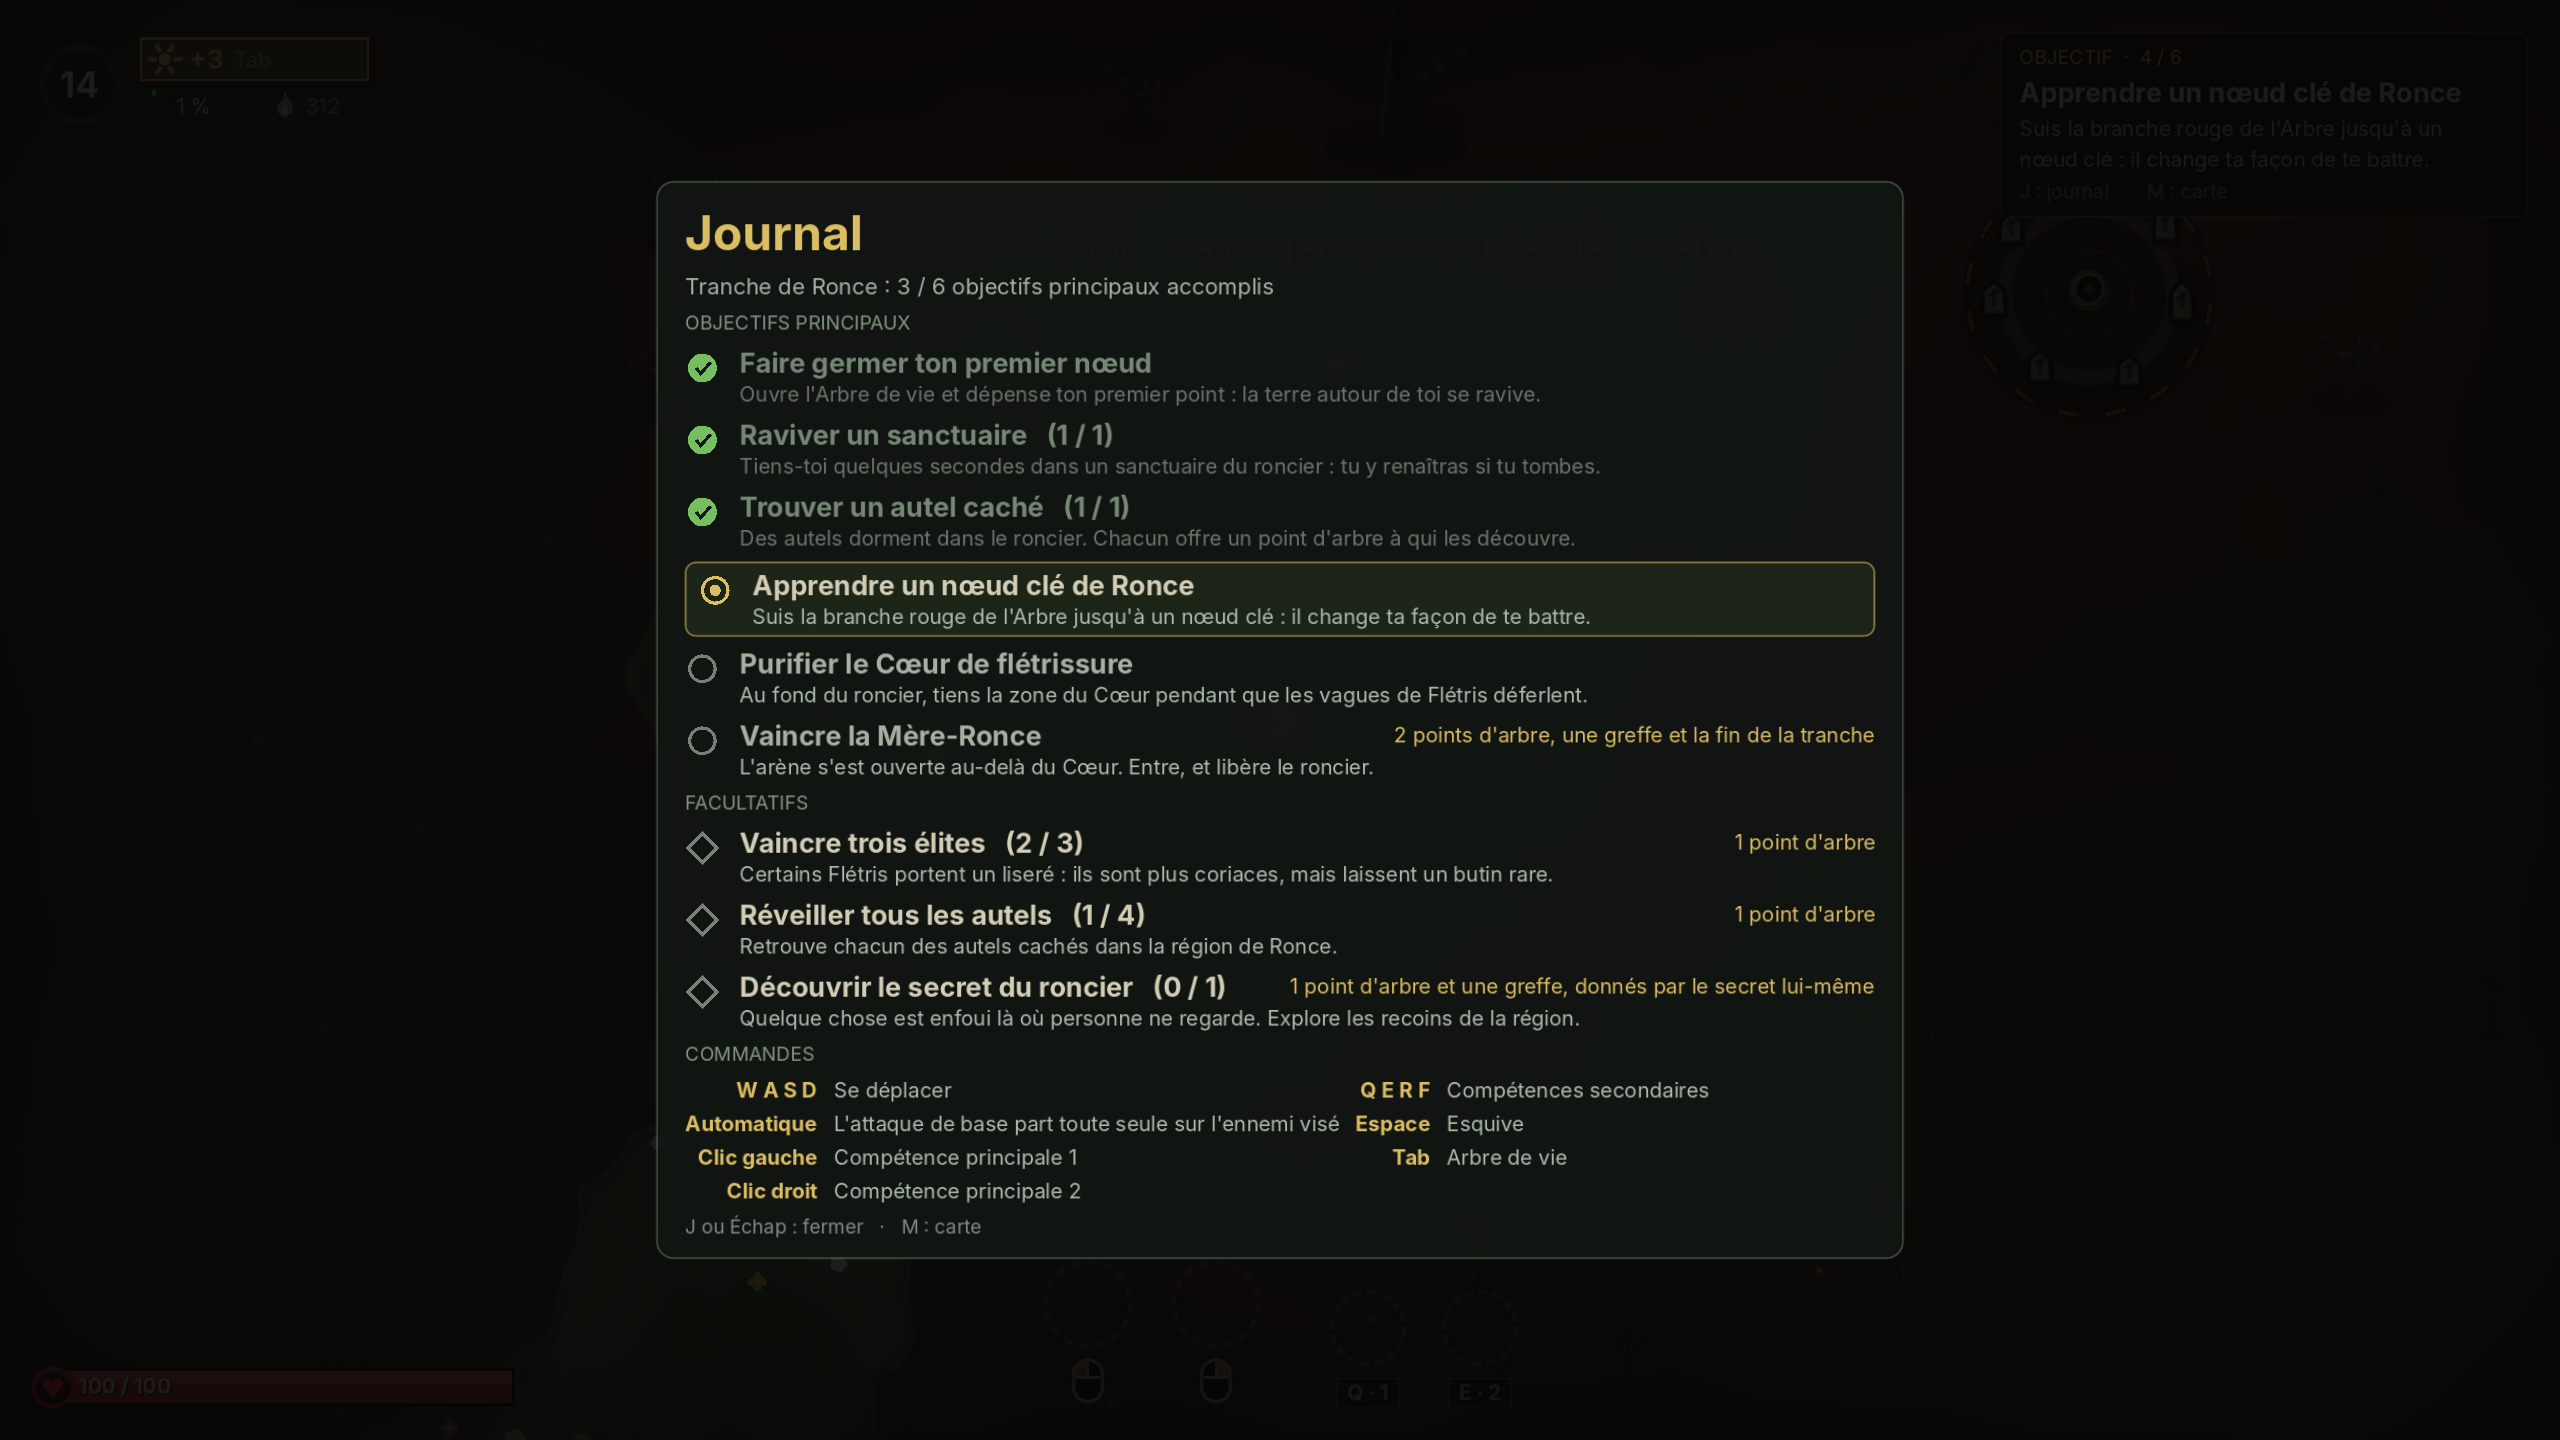 14
+3 Tab
1 %
312
OBJECTIF · 4 / 6
Apprendre un nœud clé de Ronce
Suis la branche rouge de l'Arbre jusqu'à un
nœud clé : il change ta façon de te battre.
J : journal · M : carte
Journal
objectif accompli · Faire germer ton premier nœud
Tranche de Ronce : 3 / 6 objectifs principaux accomplis
OBJECTIFS PRINCIPAUX
Faire germer ton premier nœud
Ouvre l'Arbre de vie et dépense ton premier point : la terre autour de toi se ravive.
Raviver un sanctuaire (1 / 1)
Tiens-toi quelques secondes dans un sanctuaire du roncier : tu y renaîtras si tu tombes.
Trouver un autel caché (1 / 1)
Des autels dorment dans le roncier. Chacun offre un point d'arbre à qui les découvre.
Apprendre un nœud clé de Ronce
Suis la branche rouge de l'Arbre jusqu'à un nœud clé : il change ta façon de te battre.
Purifier le Cœur de flétrissure
Au fond du roncier, tiens la zone du Cœur pendant que les vagues de Flétris déferlent.
Vaincre la Mère-Ronce 2 points d'arbre, une greffe et la fin de la tranche
L'arène s'est ouverte au-delà du Cœur. Entre, et libère le roncier.
FACULTATIFS
Vaincre trois élites (2 / 3) 1 point d'arbre
Certains Flétris portent un liseré : ils sont plus coriaces, mais laissent un butin rare.
Réveiller tous les autels (1 / 4) 1 point d'arbre
Retrouve chacun des autels cachés dans la région de Ronce.
Découvrir le secret du roncier (0 / 1) 1 point d'arbre et une greffe, donnés par le secret lui-même
Quelque chose est enfoui là où personne ne regarde. Explore les recoins de la région.
COMMANDES
W A S D Se déplacer Q E R F Compétences secondaires
Automatique L'attaque de base part toute seule sur l'ennemi visé Espace Esquive
Clic gauche Compétence principale 1 Tab Arbre de vie
Clic droit Compétence principale 2
J ou Échap : fermer · M : carte
100 / 100
Q · 1
E · 2